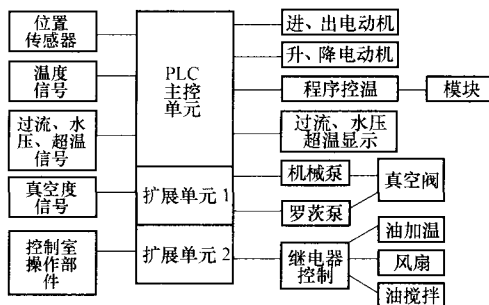 位置
传感器
温度
信号
过流、水
压、超温
信号
真空度
信号
控制室
操作部
件
PLC
主控
单元
扩展单元 1
扩展单元 2
进、出电动机
升、降电动机
程序控温
模块
过流、水压
超温显示
机械泵
罗茨泵
真空阀
继电器
控制
油加温
风扇
油搅拌